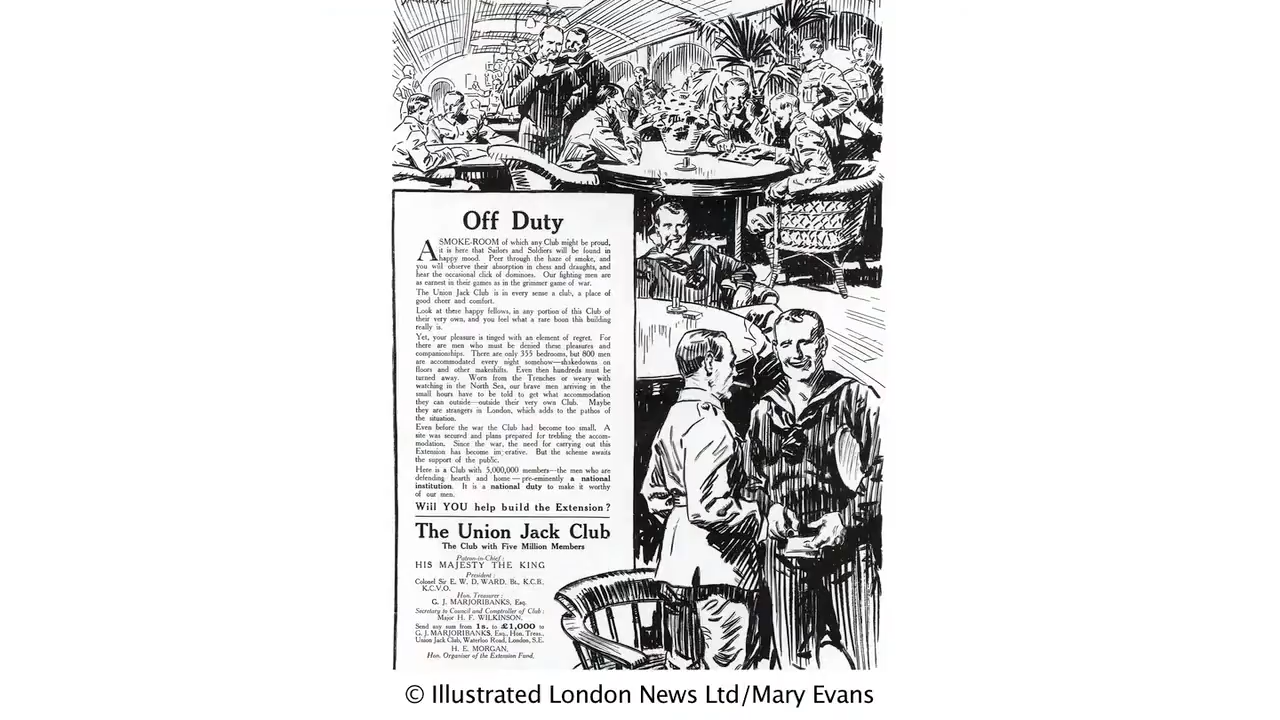 Off Duty
A SMOKE-ROOM of which any Club might be proud,
it is here that Sailors and Soldiers will be found in
happy mood. Peer through the haze of smoke, and
you will observe their absorption in chess and draughts, and
hear the occasional click of dominoes. Our fighting men are
as earnest in their games as in the grimmer game of war.
The Union Jack Club is in every sense a club, a place of
good cheer and comfort.
Look at these happy fellows, in any portion of this Club of
their very own, and you feel what a rare boon this building
really is.
Yet, your pleasure is tinged with an element of regret. For
there are men who must be denied these pleasures and
companionships. There are only 355 bedrooms, but 800 men
are accommodated every night somehow—shakedowns on
floors and other makeshifts. Even then hundreds must be
turned away. Worn from the Trenches or weary with
watching in the North Sea, our brave men arriving in the
small hours have to be told to get what accommodation
they can outside—outside their very own Club. Maybe
they are strangers in London, which adds to the pathos of
the situation.
Even before the war the Club had become too small. A
site was secured and plans prepared for trebling the accom-
modation. Since the war, the need for carrying out this
Extension has become im erative. But the scheme awaits
the support of the public.
Here is a Club with 5,000,000 members—the men who are
defending hearth and home—pre-eminently a national
institution. It is a national duty to make it worthy
of our men.
Will YOU help build the Extension?
The Union Jack Club
The Club with Five Million Members
Patron-in-Chief:
HIS MAJESTY THE KING
President:
Colonel Sir E. W. D. WARD, Bt., K.C.B.,
K.C.V.O.
Hon. Treasurer:
G. J. MARJORIBANKS, Esq.
Secretary to Council and Comptroller of Club:
Major H. F. WILKINSON.
Send any sum from 1s. to £1,000 to
G. J. MARJORIBANKS, Esq., Hon. Treas.,
Union Jack Club, Waterloo Road, London, S.E.
H. E. MORGAN,
Hon. Organiser of the Extension Fund.
© Illustrated London News Ltd/Mary Evans